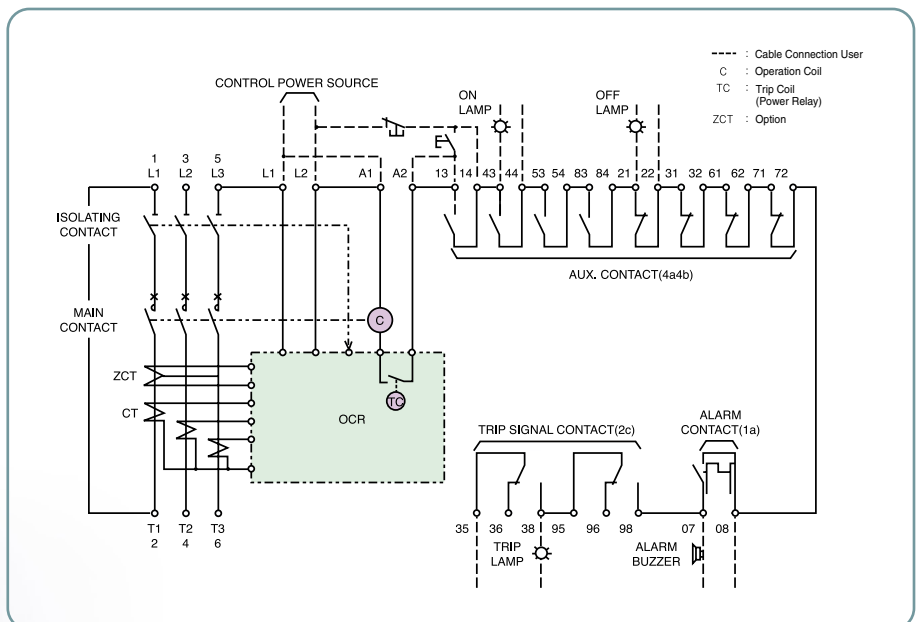 ---- : Cable Connection User
C : Operation Coil
TC : Trip Coil
(Power Relay)
ZCT : Option
CONTROL POWER SOURCE
ON
LAMP
OFF
LAMP
1 3 5
L1 L2 L3 L1 L2 A1 A2 13 14 43 44 53 54 83 84 21 22 31 32 61 62 71 72
ISOLATING
CONTACT
AUX. CONTACT(4a4b)
MAIN
CONTACT
C
ZCT
TC
CT
OCR
TRIP SIGNAL CONTACT(2c)
ALARM
CONTACT(1a)
T1 T2 T3
2 4 6
35 36 38 95 96 98 07 08
TRIP
LAMP
ALARM
BUZZER